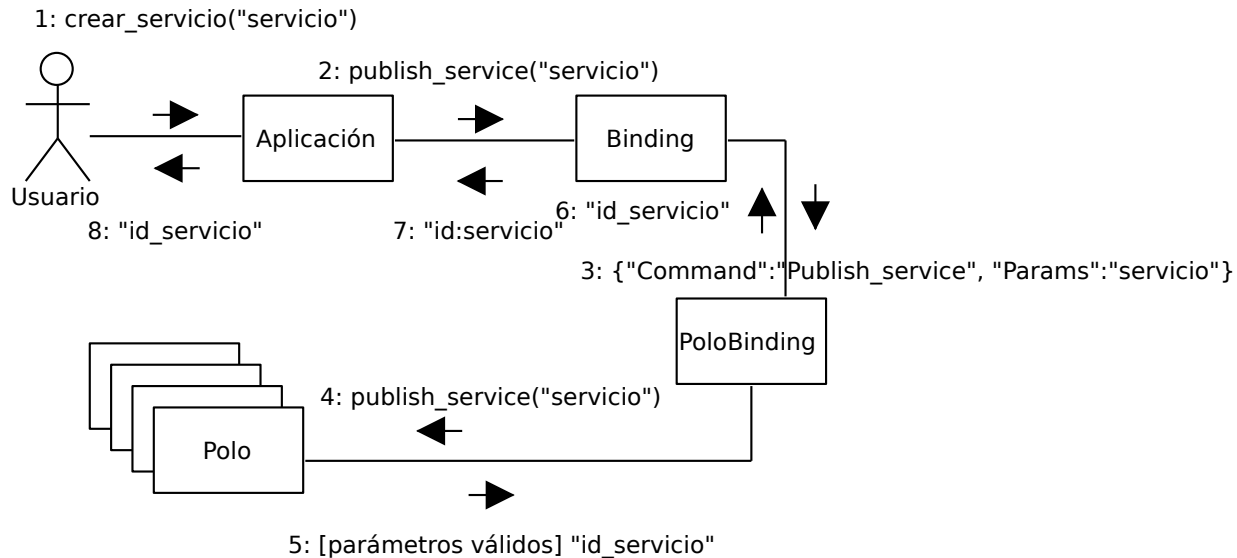 1: crear_servicio("servicio")
2: publish_service("servicio")
Aplicación
Binding
Usuario
8: "id_servicio"
7: "id:servicio"
6: "id_servicio"
3: {"Command":"Publish_service", "Params":"servicio"}
PoloBinding
4: publish_service("servicio")
Polo
5: [parámetros válidos] "id_servicio"